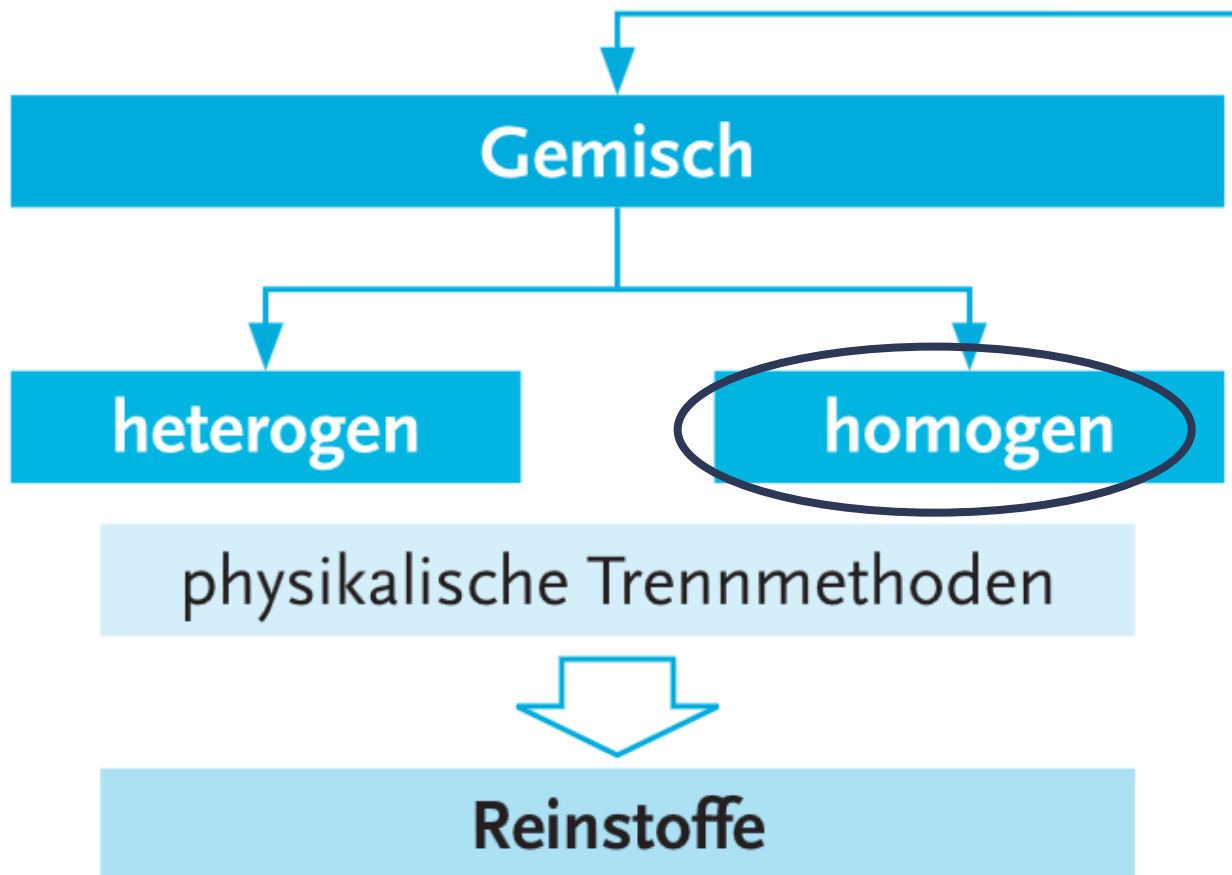 Gemisch
heterogen
homogen
physikalische Trennmethoden
Reinstoffe